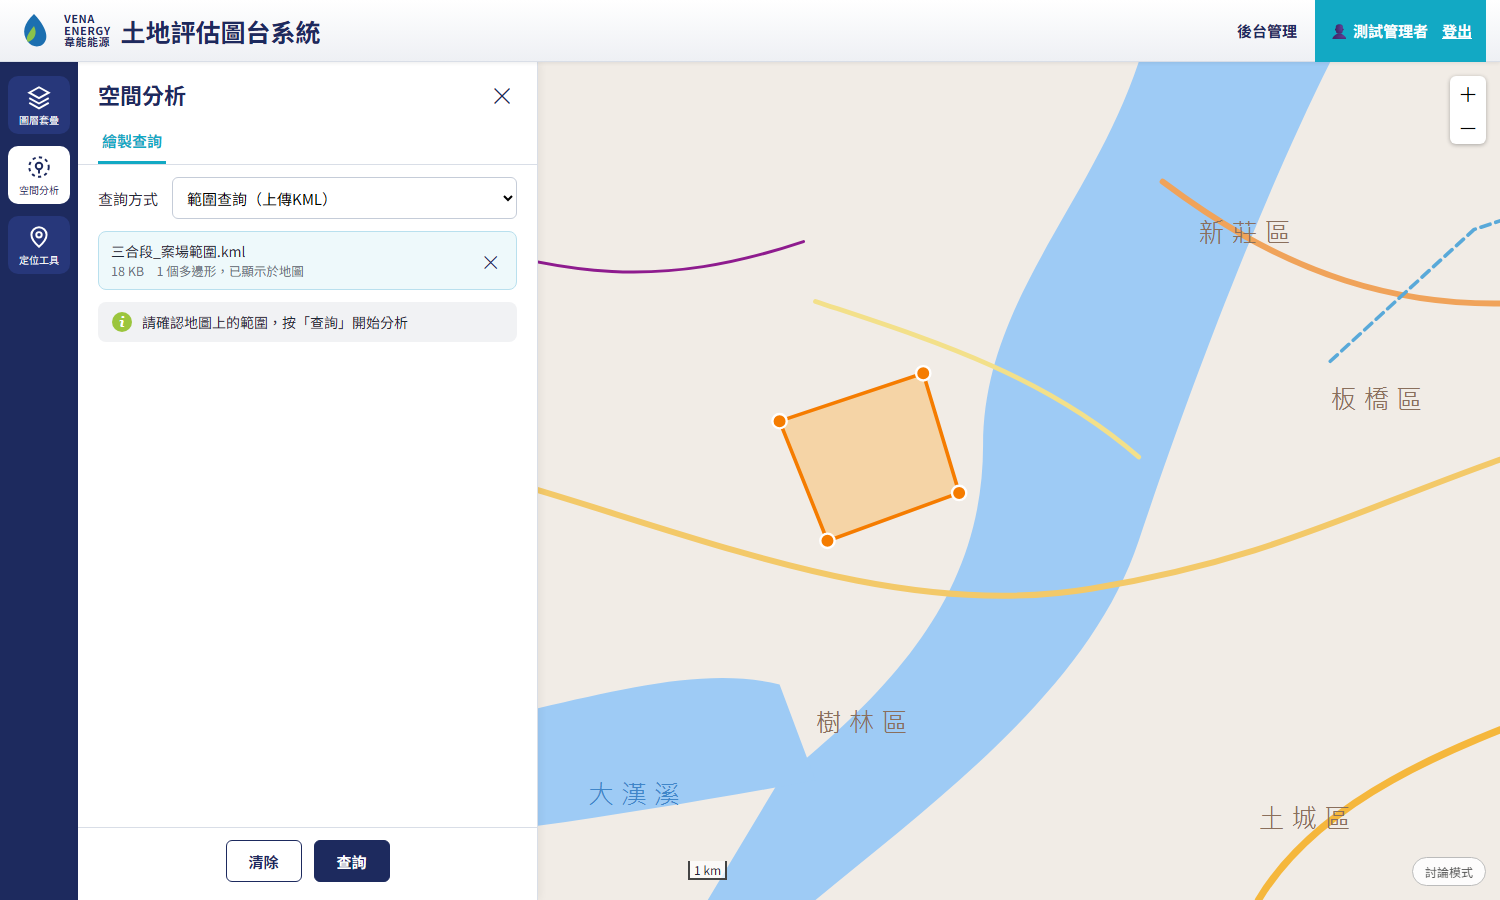 VENA
ENERGY
韋能能源
土地評估圖台系統
後台管理
測試管理者 登出
圖層套疊
空間分析
定位工具
空間分析
繪製查詢
查詢方式
範圍查詢（上傳KML）
三合段_案場範圍.kml
18 KB 1 個多邊形，已顯示於地圖
請確認地圖上的範圍，按「查詢」開始分析
清除
查詢
新莊區
板橋區
樹林區
大漢溪
土城區
1 km
討論模式